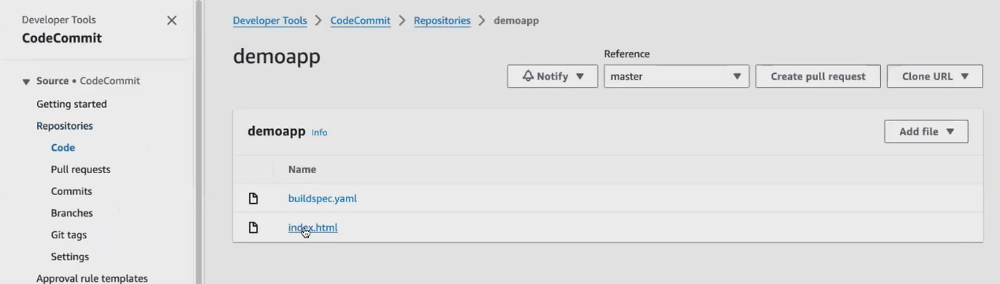 Developer Tools
CodeCommit
Source • CodeCommit
Getting started
Repositories
Code
Pull requests
Commits
Branches
Git tags
Settings
Approval rule templates
Developer Tools > CodeCommit > Repositories > demoapp
demoapp
Reference
Notify master Create pull request Clone URL
demoapp Info Add file
Name
buildspec.yaml
index.html